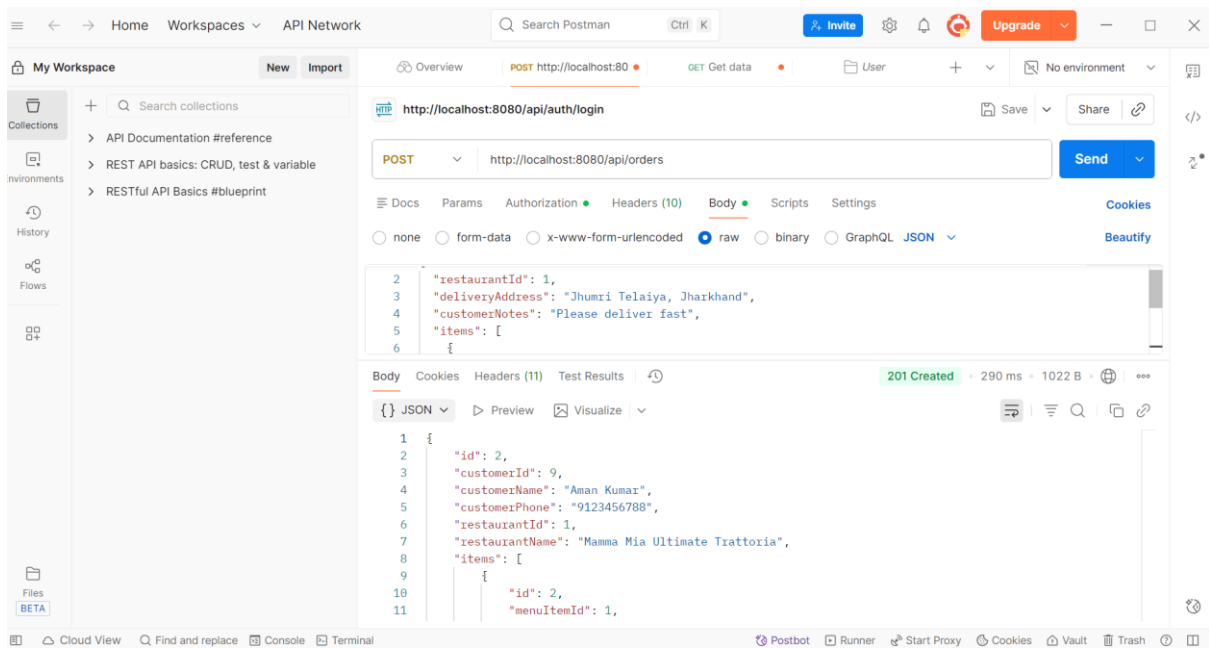 Home Workspaces API Network Search Postman Ctrl K Invite Upgrade
My Workspace New Import Overview POST http://localhost:80 GET Get data User No environment
Collections
Search collections
API Documentation #reference
REST API basics: CRUD, test & variable
RESTful API Basics #blueprint
nvironments
History
Flows
Files
BETA
HTTP http://localhost:8080/api/auth/login Save Share
POST http://localhost:8080/api/orders Send
Docs Params Authorization Headers (10) Body Scripts Settings Cookies
none form-data x-www-form-urlencoded raw binary GraphQL JSON Beautify
2 "restaurantId": 1,
3 "deliveryAddress": "Jhumri Telaiya, Jharkhand",
4 "customerNotes": "Please deliver fast",
5 "items": [
6 {
Body Cookies Headers (11) Test Results 201 Created 290 ms 1022 B
{} JSON Preview Visualize
1 {
2 "id": 2,
3 "customerId": 9,
4 "customerName": "Aman Kumar",
5 "customerPhone": "9123456788",
6 "restaurantId": 1,
7 "restaurantName": "Mamma Mia Ultimate Trattoria",
8 "items": [
9 {
10 "id": 2,
11 "menuItemId": 1,
Cloud View Find and replace Console Terminal Postbot Runner Start Proxy Cookies Vault Trash